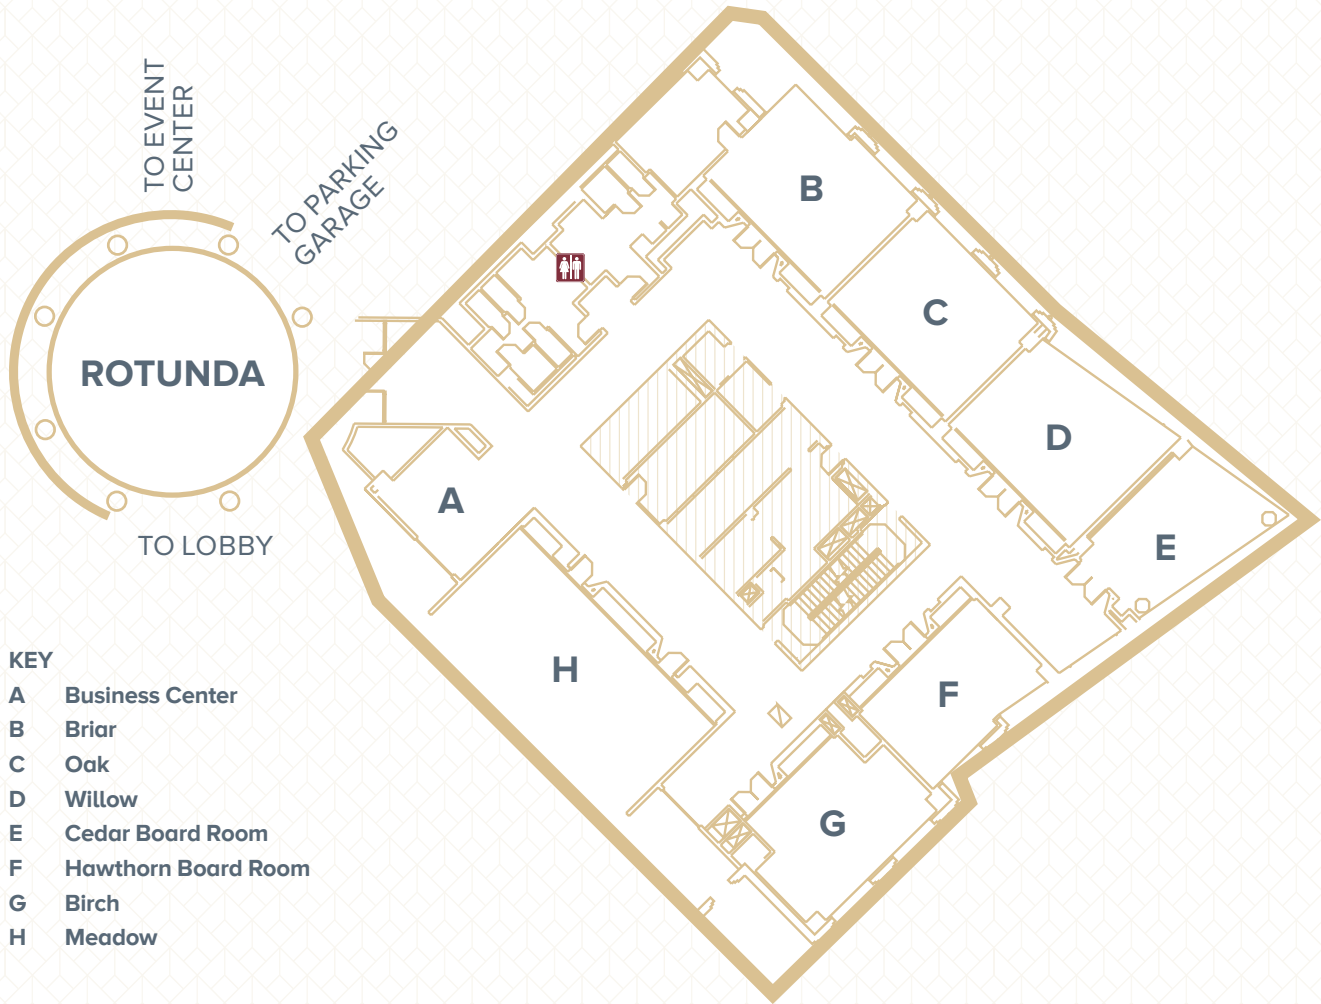 TO EVENT
CENTER
TO PARKING
GARAGE
ROTUNDA
TO LOBBY
A
B
C
D
E
F
G
H
KEY
A Business Center
B Briar
C Oak
D Willow
E Cedar Board Room
F Hawthorn Board Room
G Birch
H Meadow